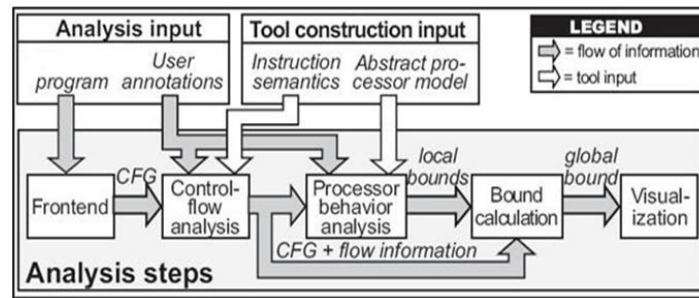 Analysis input
User
program annotations
Tool construction input
Instruction Abstract pro-
semantics cessor model
LEGEND
= flow of information
= tool input
CFG
local
bounds
global
bound
Frontend
Control-
flow
analysis
Processor
behavior
analysis
Bound
calculation
Visual-
ization
CFG + flow information
Analysis steps